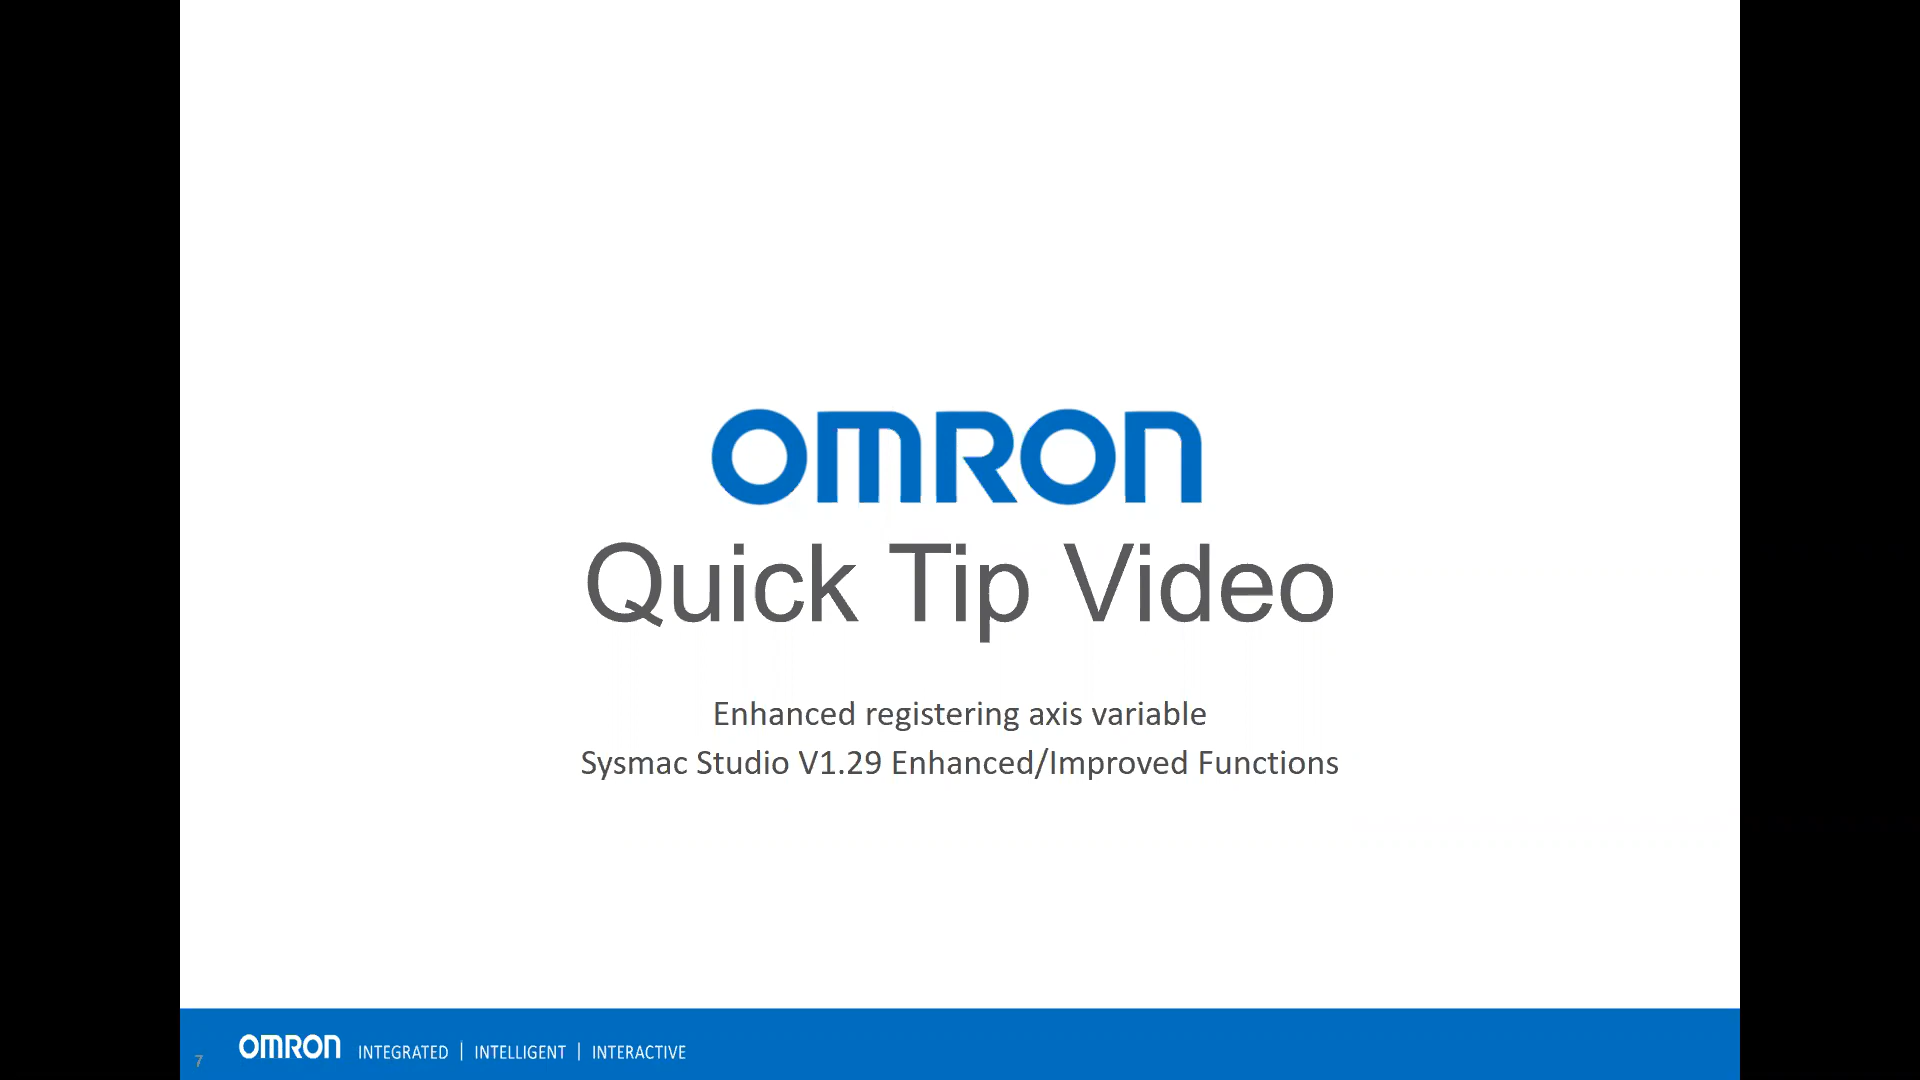 OMRON
Quick Tip Video
Enhanced registering axis variable
Sysmac Studio V1.29 Enhanced/Improved Functions
7 OMRON INTEGRATED | INTELLIGENT | INTERACTIVE